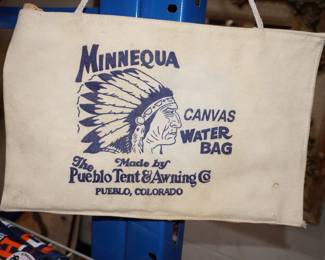 MINNEQUA
CANVAS
WATER
BAG
Made by
The Pueblo Tent & Awning Co
PUEBLO, COLORADO